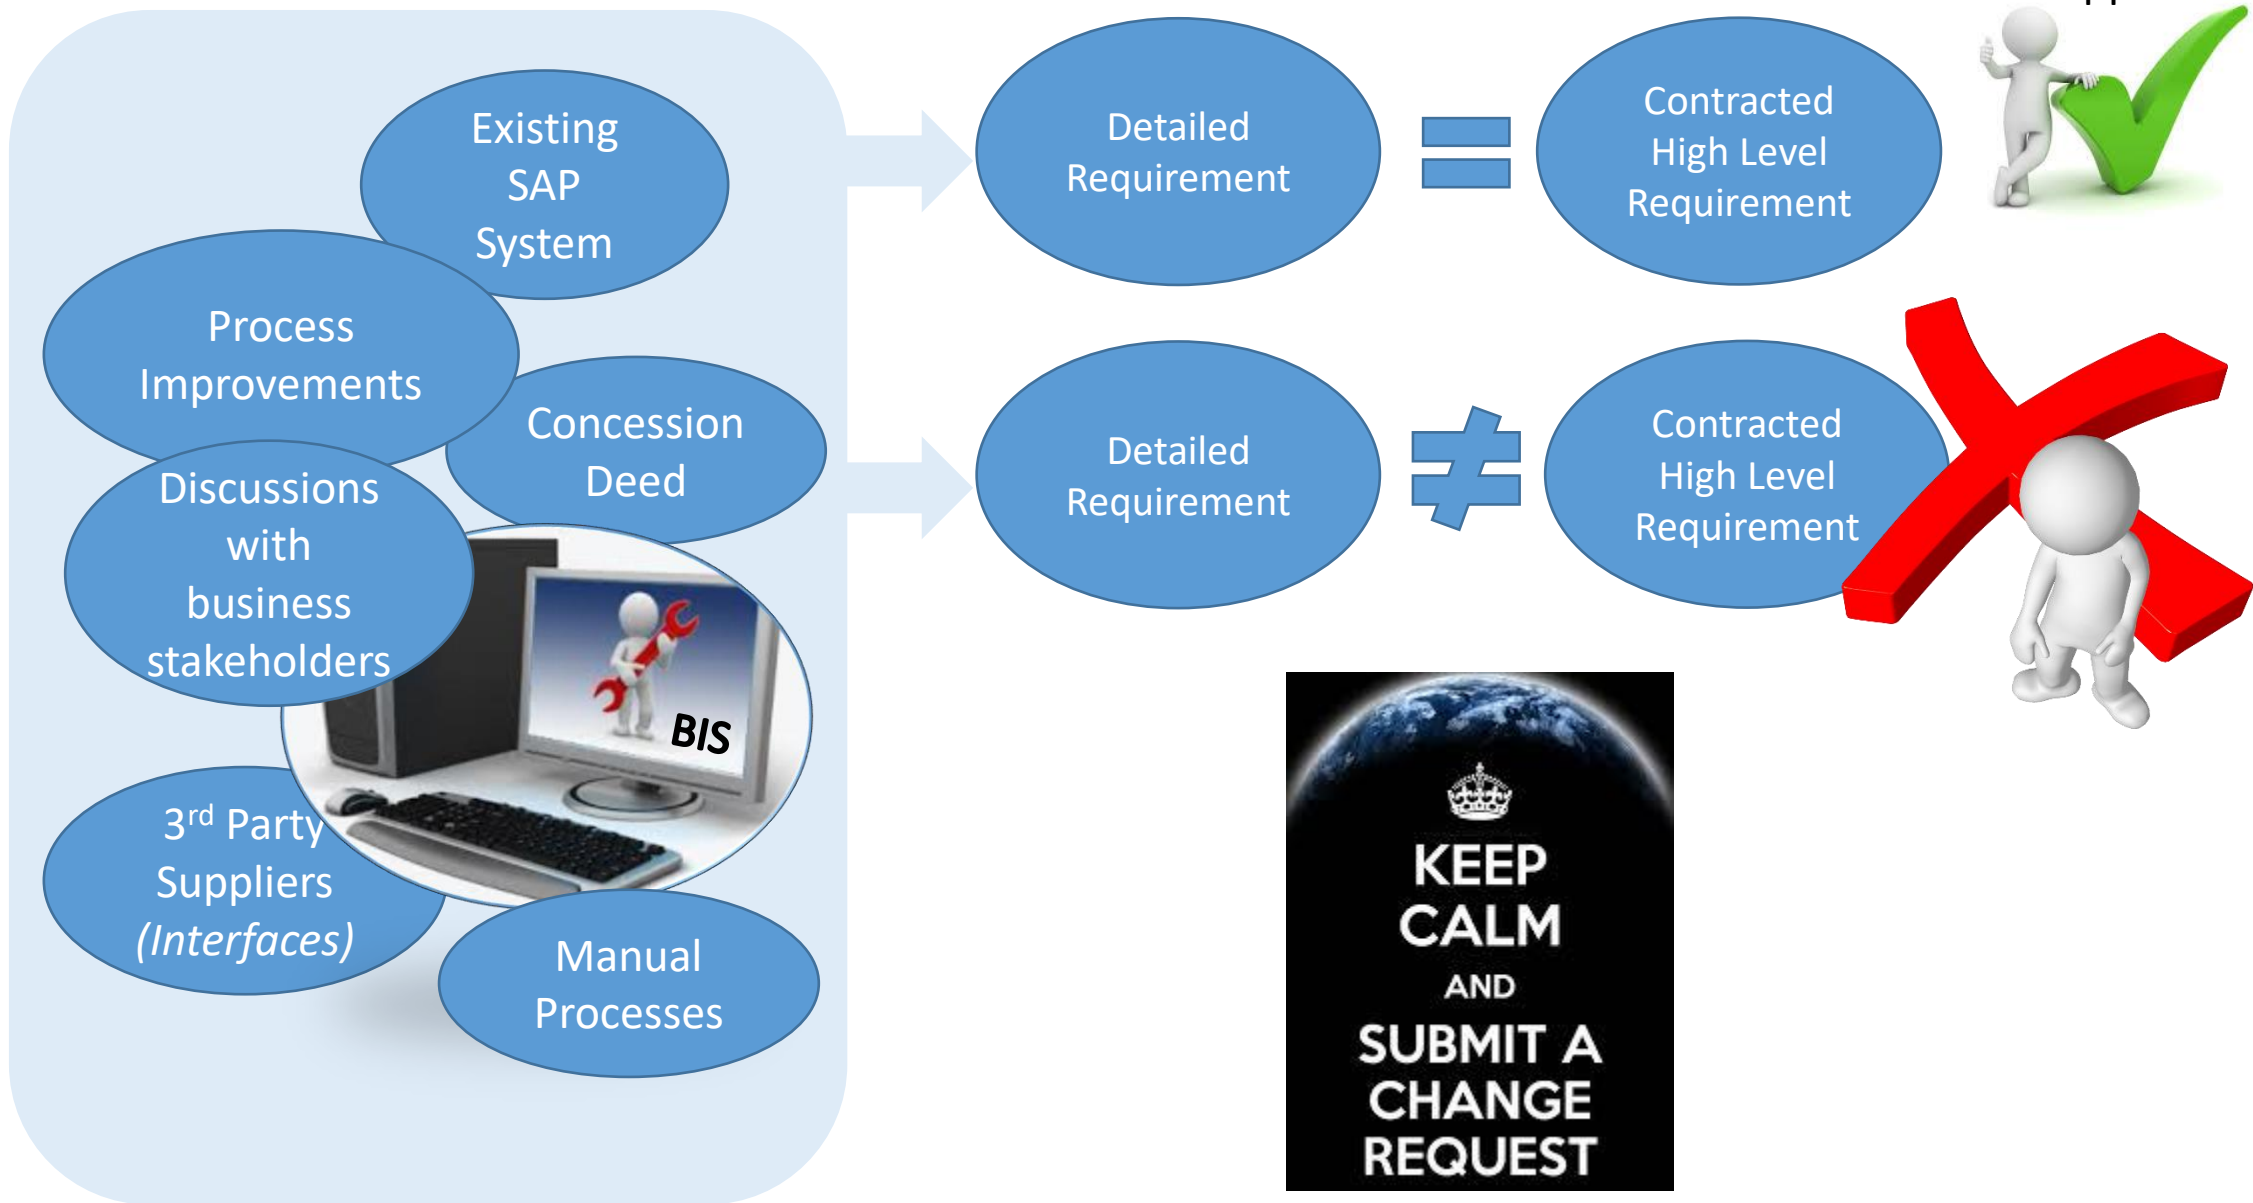 Existing
SAP
System
Process
Improvements
Concession
Deed
Discussions
with
business
stakeholders
BIS
3rd Party
Suppliers
(Interfaces)
Manual
Processes
Detailed
Requirement
Contracted
High Level
Requirement
Detailed
Requirement
Contracted
High Level
Requirement
KEEP
CALM
AND
SUBMIT A
CHANGE
REQUEST